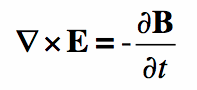 ∇ × E = - ∂B/∂t